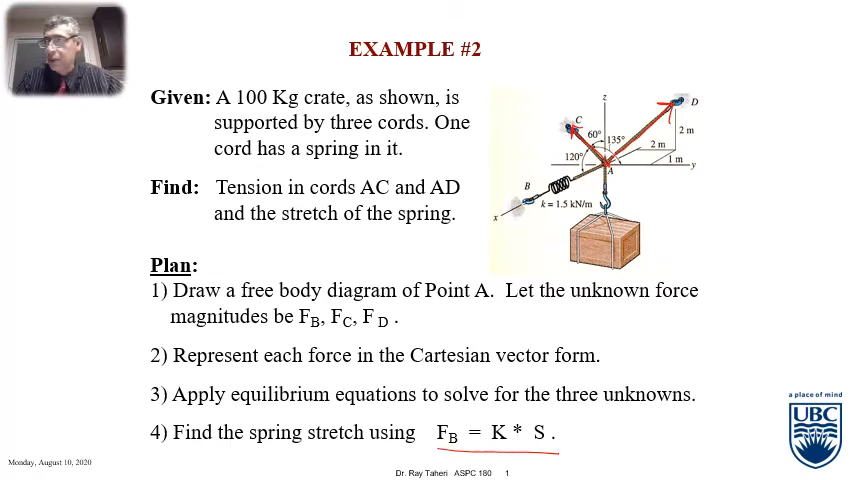 EXAMPLE #2
Given: A 100 Kg crate, as shown, is
supported by three cords. One
cord has a spring in it.
Find: Tension in cords AC and AD
and the stretch of the spring.
z
C
D
60°
135°
2 m
2 m
120°
1 m
y
A
B
x
k = 1.5 kN/m
Plan:
1) Draw a free body diagram of Point A. Let the unknown force
magnitudes be FB, FC, F D .
2) Represent each force in the Cartesian vector form.
3) Apply equilibrium equations to solve for the three unknowns.
4) Find the spring stretch using FB = K * S .
a place of mind
UBC
Monday, August 10, 2020
Dr. Ray Taheri ASPC 180 1